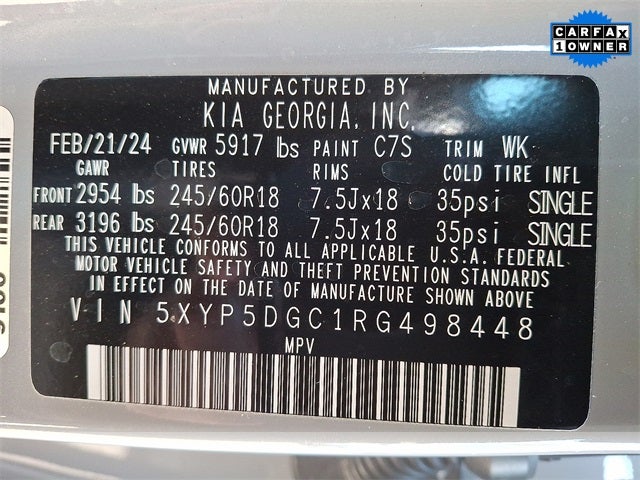 CARFAX
1 OWNER
MANUFACTURED BY
KIA GEORGIA, INC.
FEB/21/24 GVWR 5917 lbs PAINT C7S TRIM WK
GAWR TIRES RIMS COLD TIRE INFL
FRONT 2954 lbs 245/60R18 7.5Jx18 35psi SINGLE
REAR 3196 lbs 245/60R18 7.5Jx18 35psi SINGLE
THIS VEHICLE CONFORMS TO ALL APPLICABLE U.S.A. FEDERAL
MOTOR VEHICLE SAFETY AND THEFT PREVENTION STANDARDS
IN EFFECT ON THE DATE OF MANUFACTURE SHOWN ABOVE
VIN 5XYP5DGC1RG498448
MPV